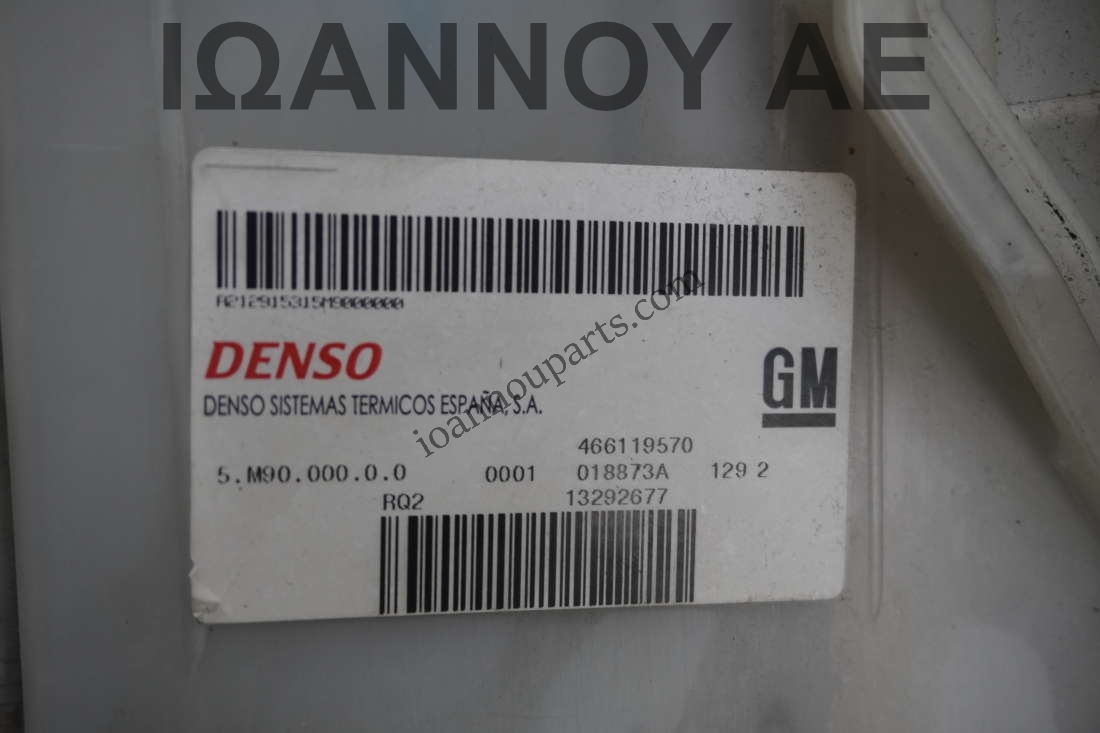 ΙΩΑΝΝΟΥ ΑΕ
A212915315M9000000
DENSO
GM
DENSO SISTEMAS TERMICOS ESPAÑA, S.A.
ioannouparts.com
466119570
5.M90.000.0.0 0001 018873A 129 2
RQ2 13292677